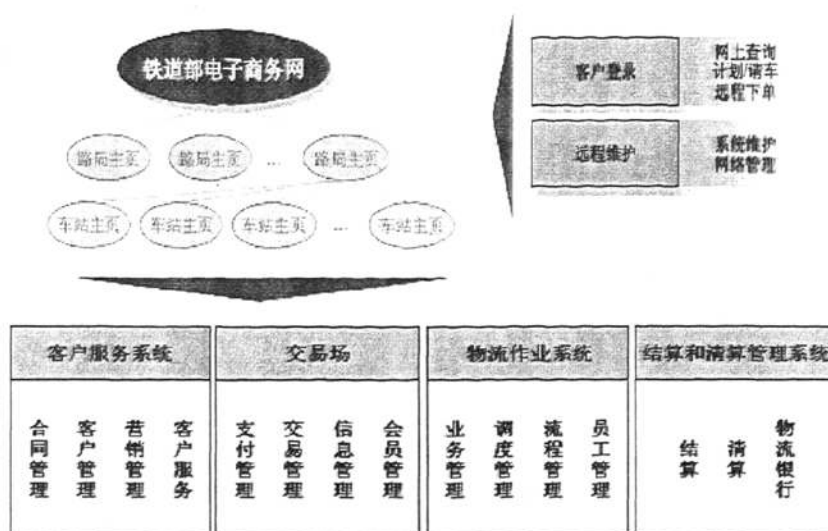 铁道部电子商务网
路局主页 路局主页 ... 路局主页
车站主页 车站主页 车站主页 ... 车站主页
客户登录
网上查询
计划/请车
远程下单
远程维护
系统维护
网络管理
客户服务系统
合同管理
客户管理
营销管理
客户服务
交易场
支付管理
交易管理
信息管理
会员管理
物流作业系统
业务管理
调度管理
流程管理
员工管理
结算和清算管理系统
结算
清算
物流银行